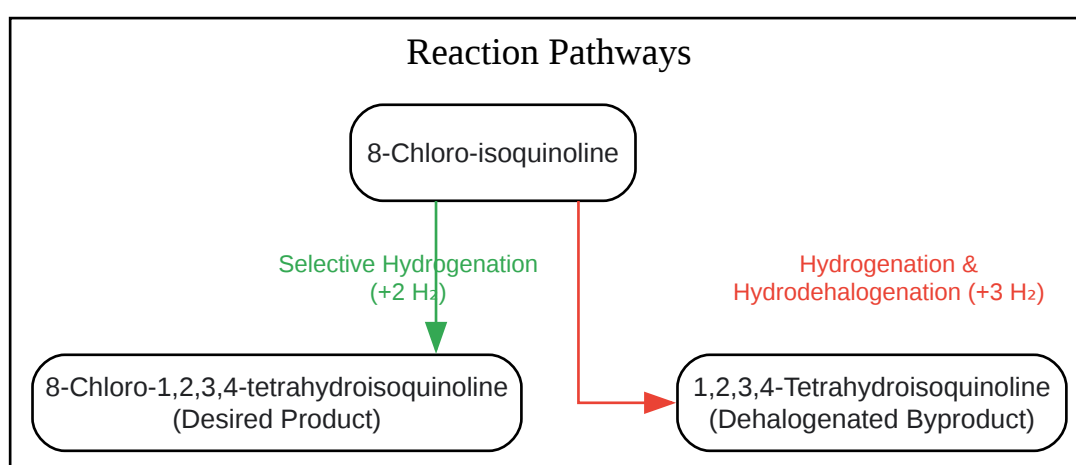 Reaction Pathways
8-Chloro-isoquinoline
Selective Hydrogenation
(+2 H₂)
Hydrogenation &
Hydrodehalogenation (+3 H₂)
8-Chloro-1,2,3,4-tetrahydroisoquinoline
(Desired Product)
1,2,3,4-Tetrahydroisoquinoline
(Dehalogenated Byproduct)